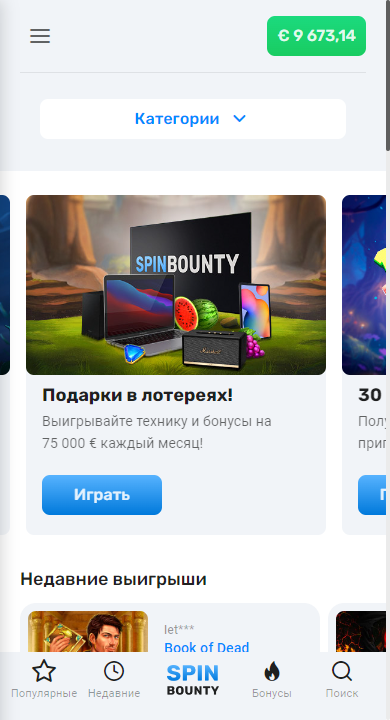 € 9 673,14
Категории
SPINBOUNTY
Marshall
Подарки в лотереях!
Выигрывайте технику и бонусы на
75 000 € каждый месяц!
Играть
30
Недавние выигрыши
let***
Book of Dead
Популярные
Недавние
SPIN
BOUNTY
Бонусы
Поиск